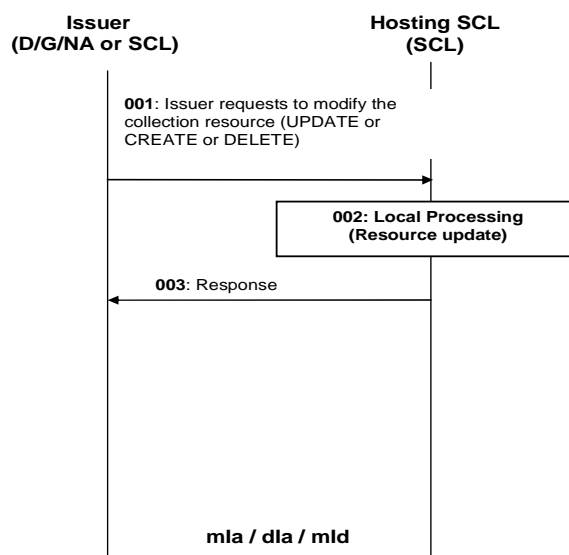 Issuer
(D/G/NA or SCL)
Hosting SCL
(SCL)
001: Issuer requests to modify the
collection resource (UPDATE or
CREATE or DELETE)
002: Local Processing
(Resource update)
003: Response
mIa / dIa / mId